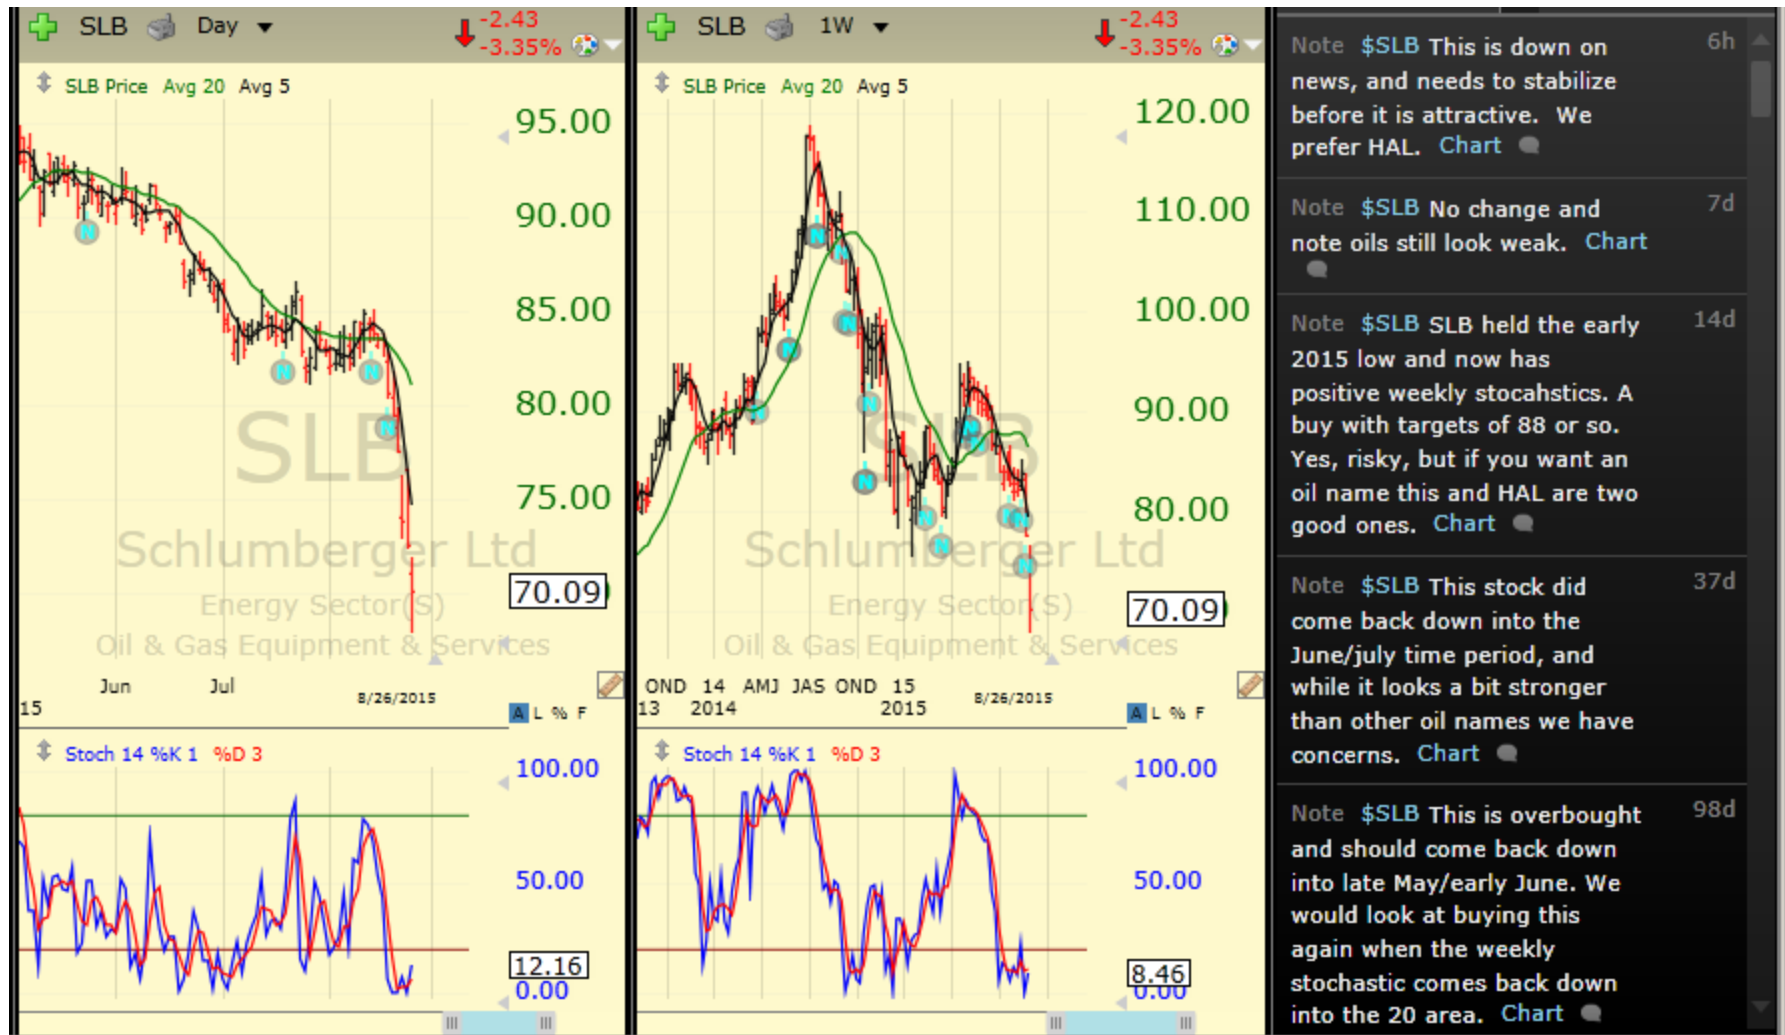 SLB Day -2.43
-3.35%
SLB Price Avg 20 Avg 5
95.00
90.00
85.00
80.00
75.00
70.09
SLB
Schlumberger Ltd
Energy Sector(S)
Oil & Gas Equipment & Services
Jun Jul 8/26/2015
15
A L % F
Stoch 14 %K 1 %D 3
100.00
50.00
12.16
0.00
N
N
N
N
SLB 1W -2.43
-3.35%
SLB Price Avg 20 Avg 5
120.00
110.00
100.00
90.00
80.00
70.09
SLB
Schlumberger Ltd
Energy Sector(S)
Oil & Gas Equipment & Services
OND 14 AMJ JAS OND 15 8/26/2015
13 2014 2015
A L % F
Stoch 14 %K 1 %D 3
100.00
50.00
8.46
0.00
N
N
N
N
N
N
N
N
N
N
N
N
N
N
Note $SLB This is down on 6h
news, and needs to stabilize
before it is attractive. We
prefer HAL. Chart
Note $SLB No change and 7d
note oils still look weak. Chart
Note $SLB SLB held the early 14d
2015 low and now has
positive weekly stocahstics. A
buy with targets of 88 or so.
Yes, risky, but if you want an
oil name this and HAL are two
good ones. Chart
Note $SLB This stock did 37d
come back down into the
June/july time period, and
while it looks a bit stronger
than other oil names we have
concerns. Chart
Note $SLB This is overbought 98d
and should come back down
into late May/early June. We
would look at buying this
again when the weekly
stochastic comes back down
into the 20 area. Chart